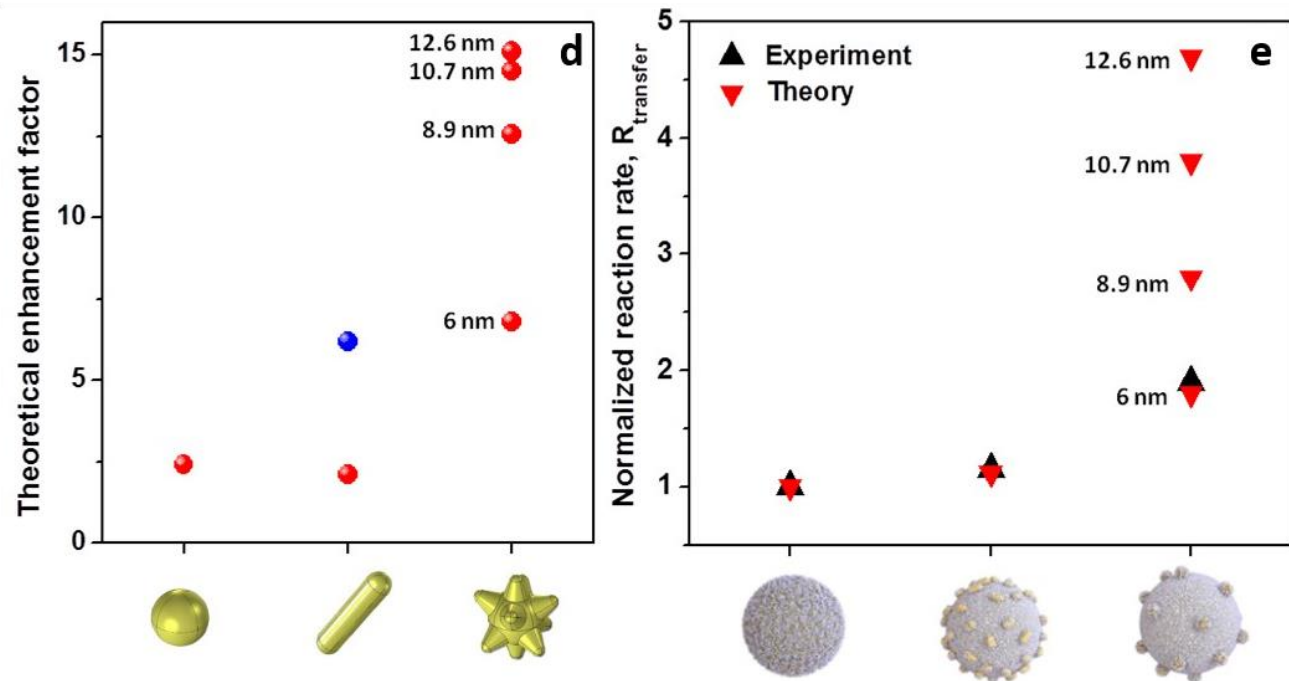 d
Theoretical enhancement factor
15
10
5
0
12.6 nm
10.7 nm
8.9 nm
6 nm
e
Normalized reaction rate, R_transfer
5
4
3
2
1
Experiment
Theory
12.6 nm
10.7 nm
8.9 nm
6 nm